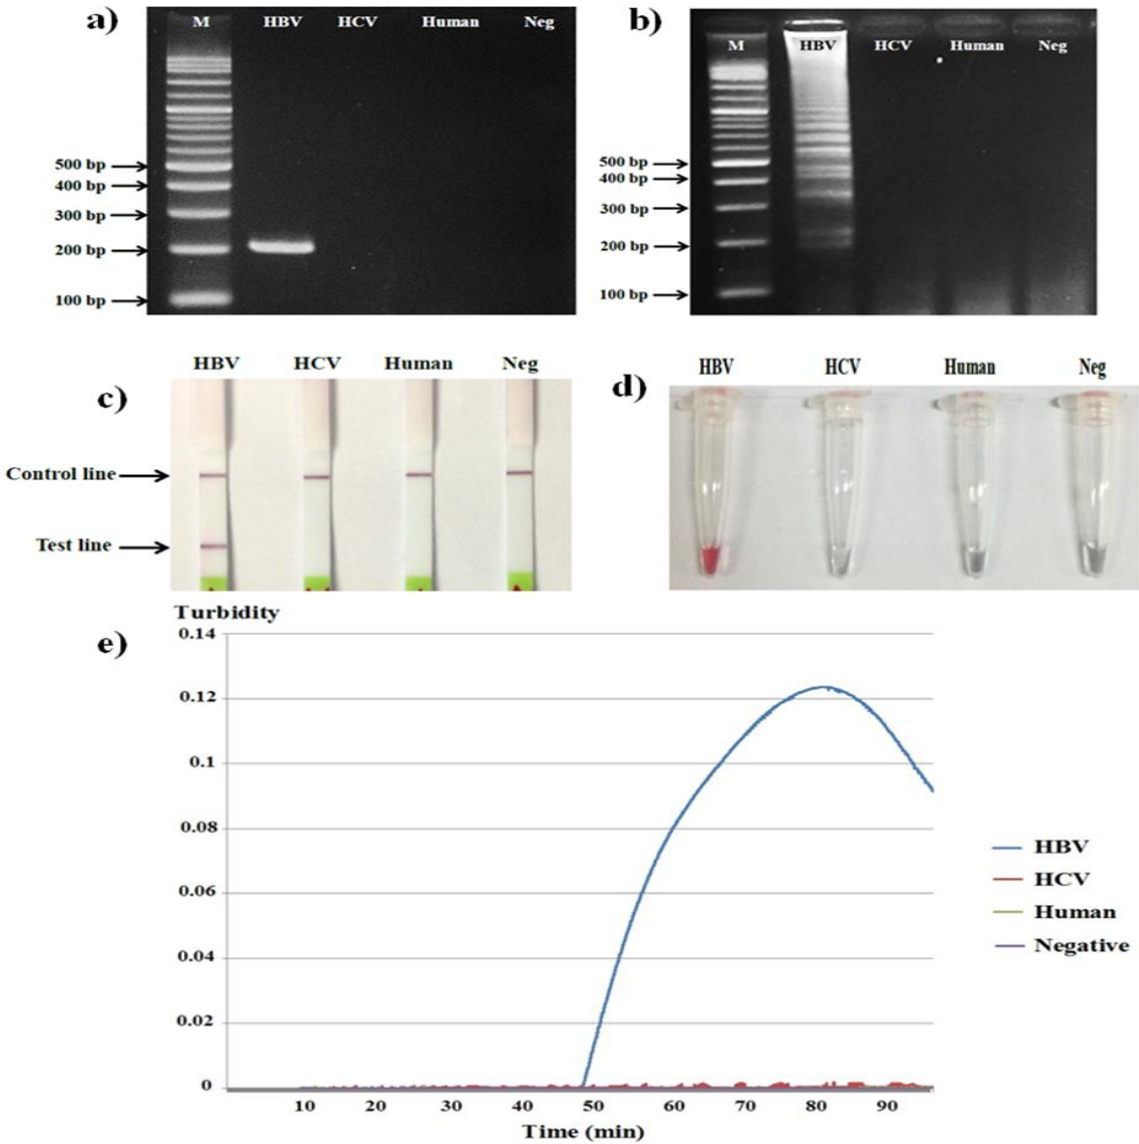 a)
M HBV HCV Human Neg
500 bp
400 bp
300 bp
200 bp
100 bp
b)
M HBV HCV Human Neg
500 bp
400 bp
300 bp
200 bp
100 bp
c)
HBV HCV Human Neg
Control line
Test line
d)
HBV HCV Human Neg
e)
Turbidity
0.14
0.12
0.1
0.08
0.06
0.04
0.02
0
10 20 30 40 50 60 70 80 90
Time (min)
HBV
HCV
Human
Negative